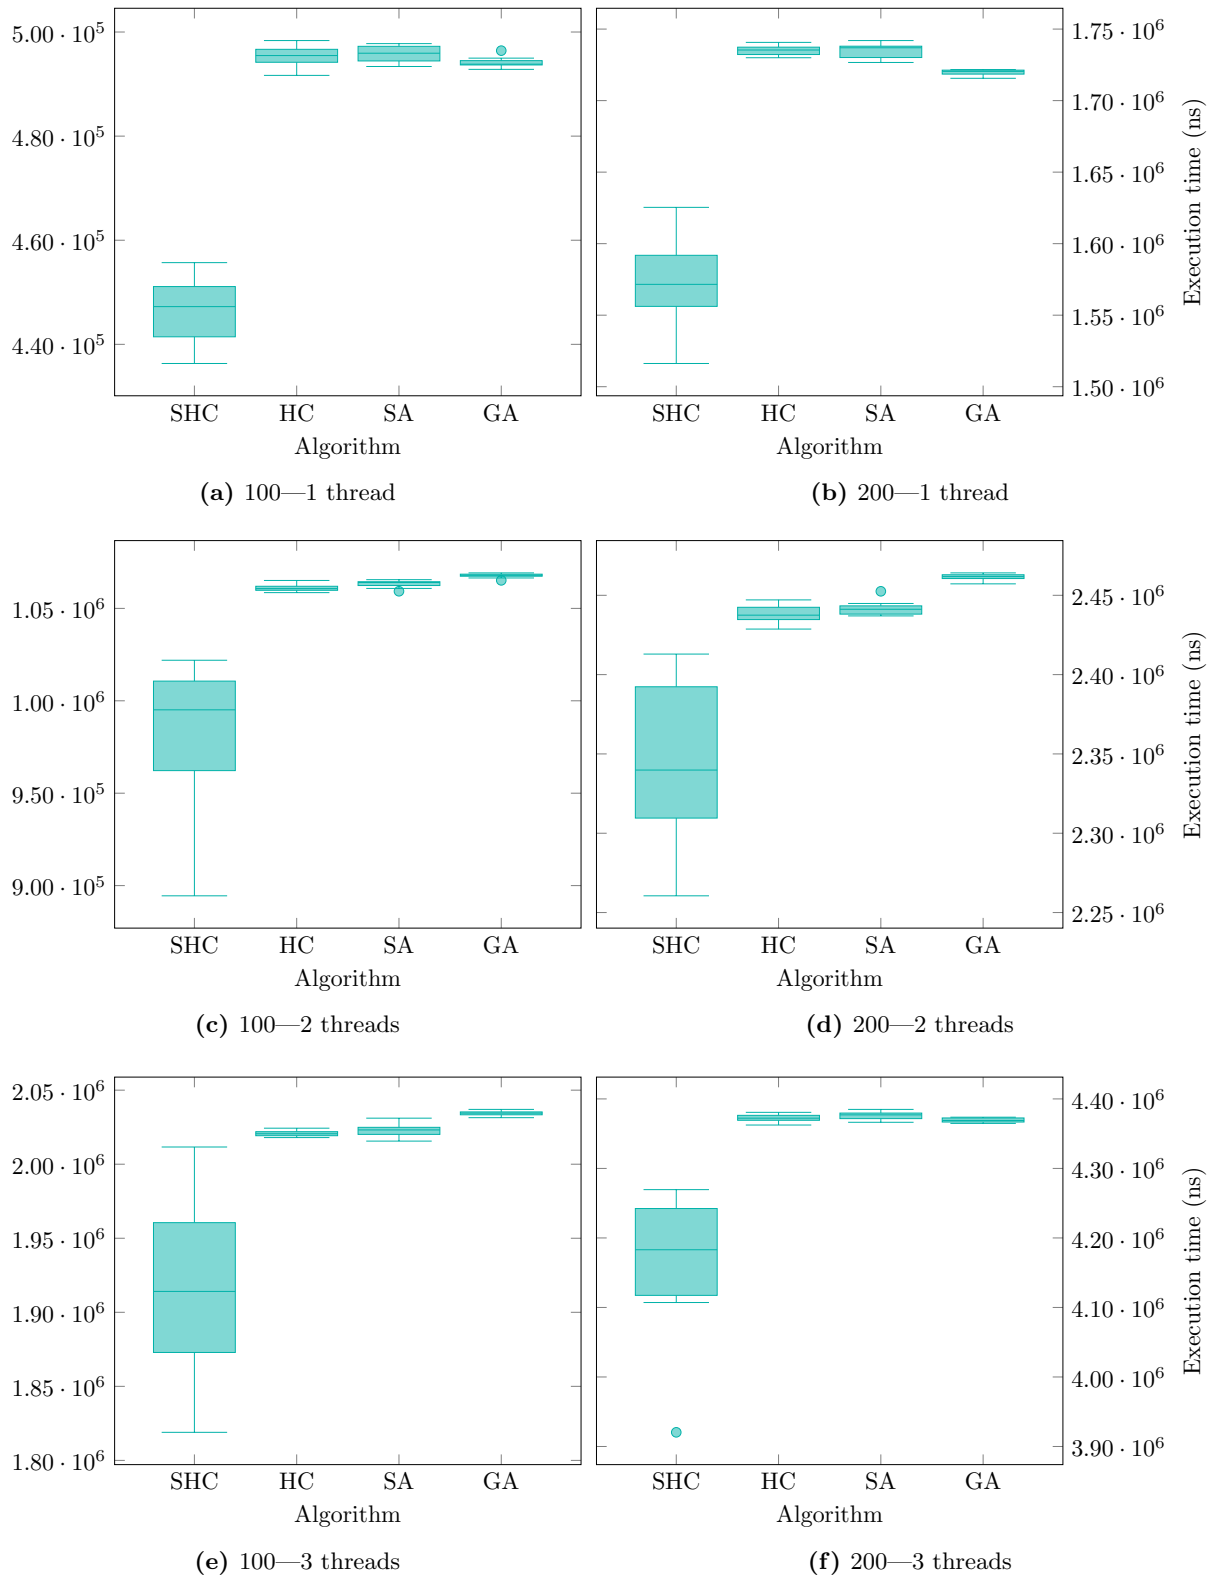 5.00 · 10^5
4.80 · 10^5
4.60 · 10^5
4.40 · 10^5
SHC HC SA GA
Algorithm
(a) 100—1 thread
1.75 · 10^6
1.70 · 10^6
1.65 · 10^6
1.60 · 10^6
1.55 · 10^6
1.50 · 10^6
Execution time (ns)
SHC HC SA GA
Algorithm
(b) 200—1 thread
1.05 · 10^6
1.00 · 10^6
9.50 · 10^5
9.00 · 10^5
SHC HC SA GA
Algorithm
(c) 100—2 threads
2.45 · 10^6
2.40 · 10^6
2.35 · 10^6
2.30 · 10^6
2.25 · 10^6
Execution time (ns)
SHC HC SA GA
Algorithm
(d) 200—2 threads
2.05 · 10^6
2.00 · 10^6
1.95 · 10^6
1.90 · 10^6
1.85 · 10^6
1.80 · 10^6
SHC HC SA GA
Algorithm
(e) 100—3 threads
4.40 · 10^6
4.30 · 10^6
4.20 · 10^6
4.10 · 10^6
4.00 · 10^6
3.90 · 10^6
Execution time (ns)
SHC HC SA GA
Algorithm
(f) 200—3 threads